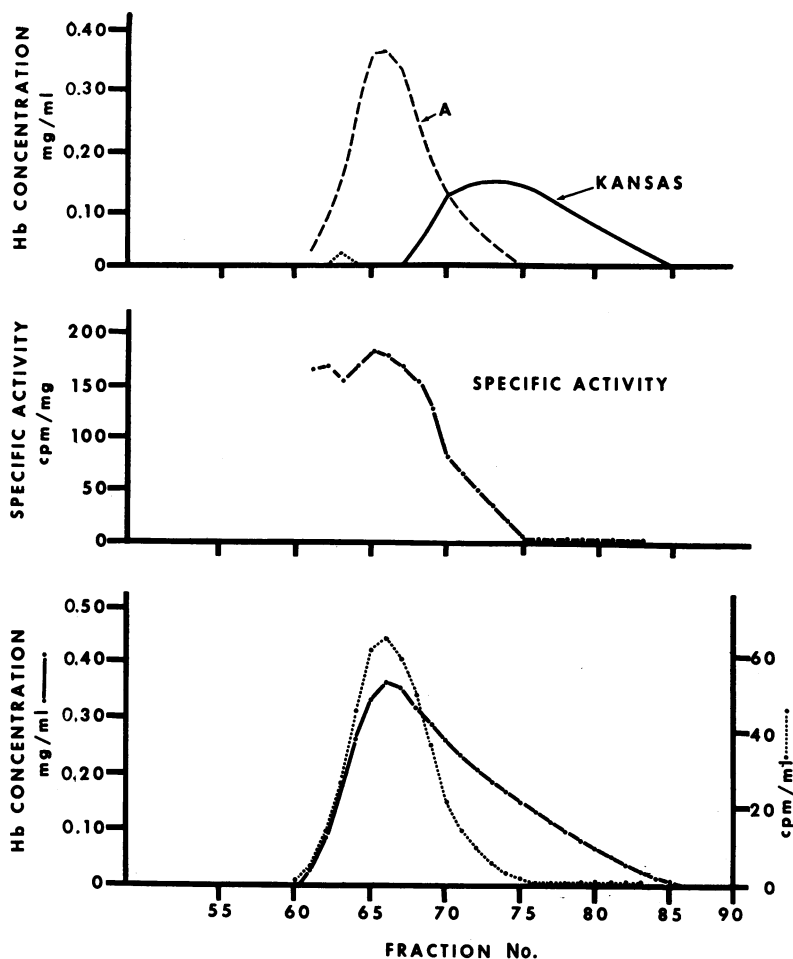 Hb CONCENTRATION
mg/ml
0.40
0.30
0.20
0.10
0
A
KANSAS
SPECIFIC ACTIVITY
cpm/mg
200
150
100
50
0
SPECIFIC ACTIVITY
Hb CONCENTRATION
mg/ml
0.50
0.40
0.30
0,20
0.10
0
60
40
20
0
cpm/ml
55 60 65 70 75 80 85 90
FRACTION No.